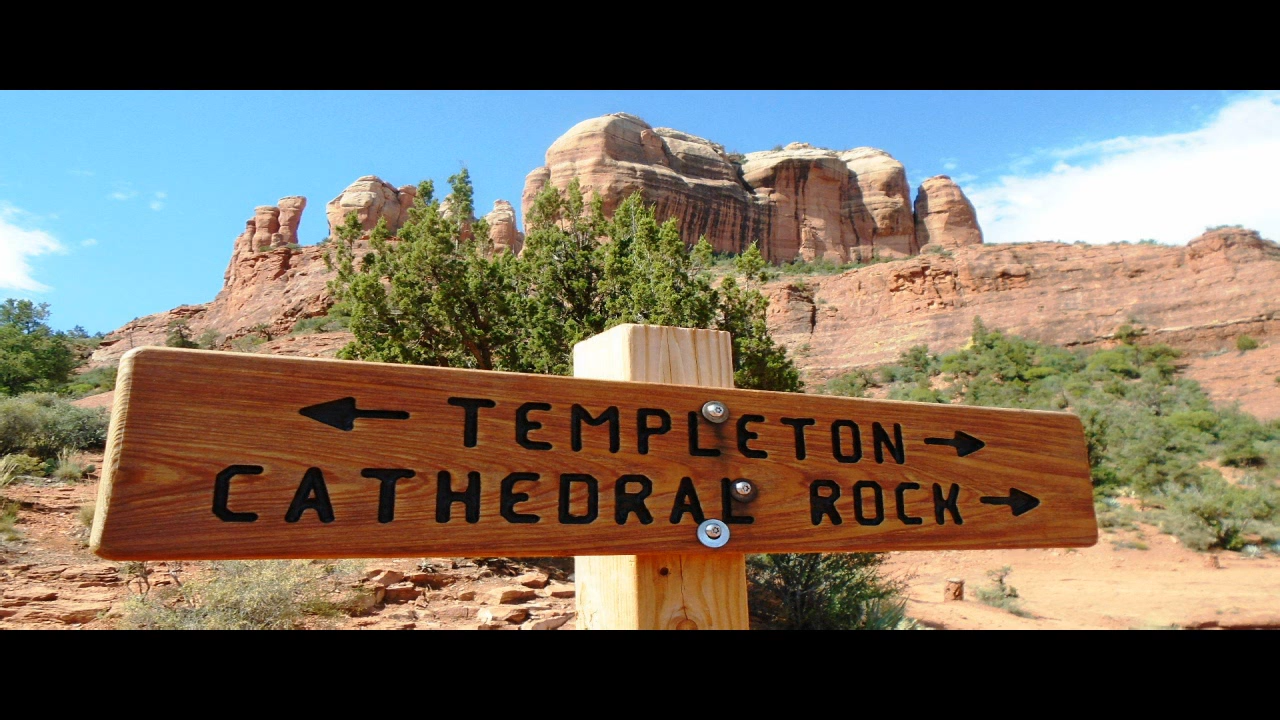 ← TEMPLETON →
CATHEDRAL ROCK →